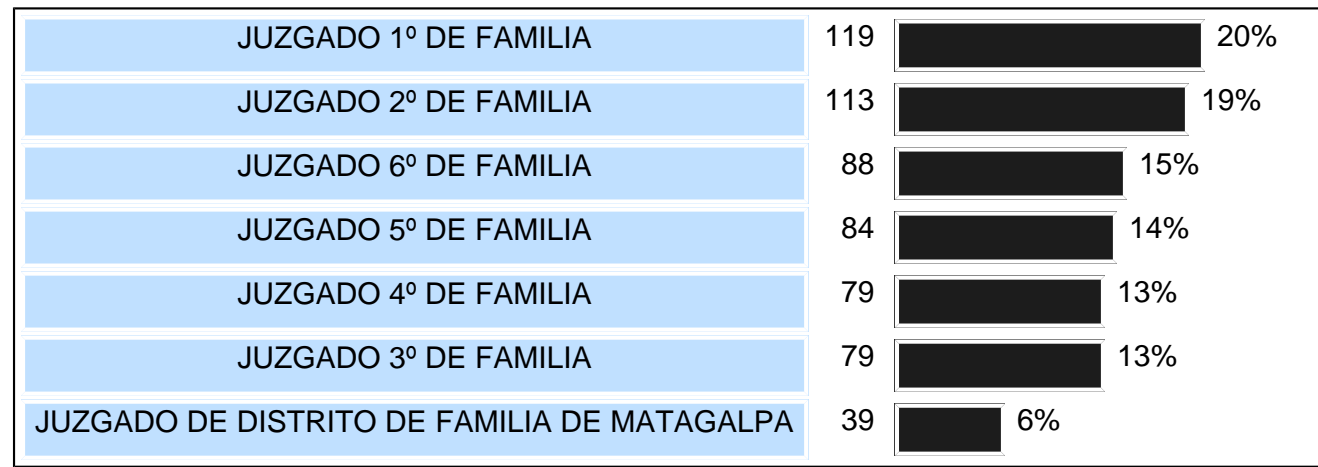 JUZGADO 1º DE FAMILIA 119 20%
JUZGADO 2º DE FAMILIA 113 19%
JUZGADO 6º DE FAMILIA 88 15%
JUZGADO 5º DE FAMILIA 84 14%
JUZGADO 4º DE FAMILIA 79 13%
JUZGADO 3º DE FAMILIA 79 13%
JUZGADO DE DISTRITO DE FAMILIA DE MATAGALPA 39 6%